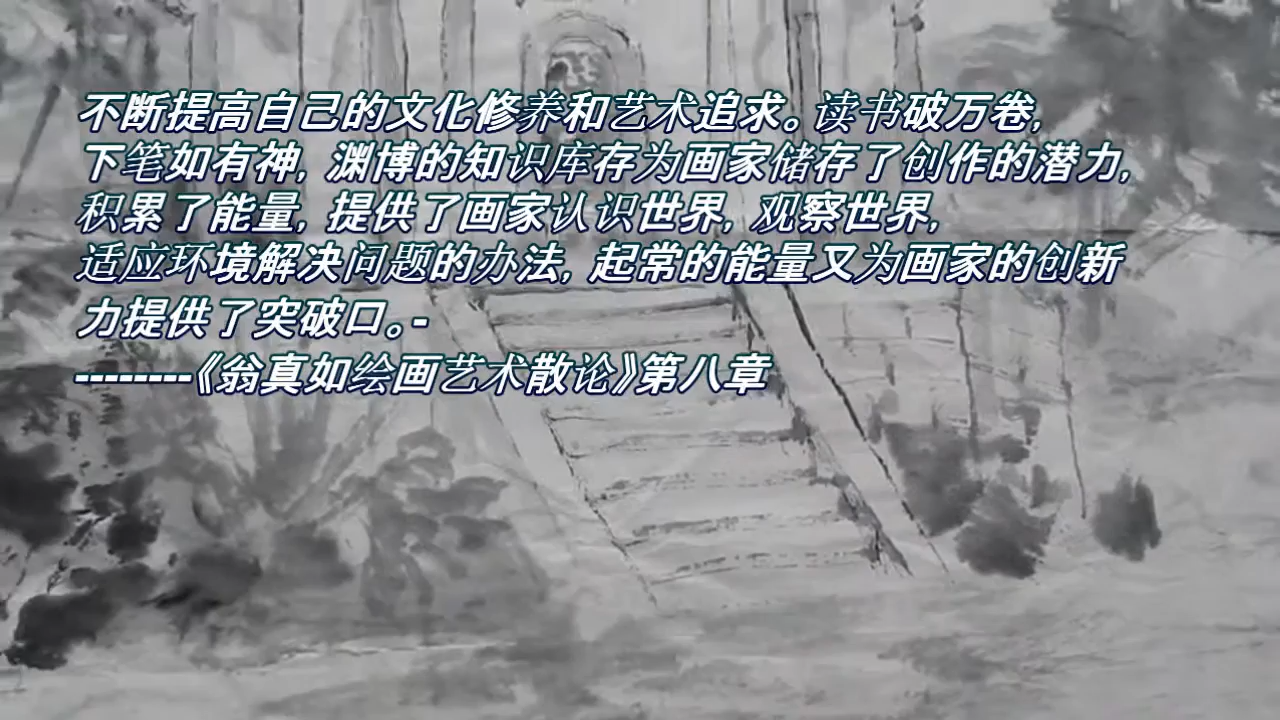 不断提高自己的文化修养和艺术追求。读书破万卷,
下笔如有神, 渊博的知识库存为画家储存了创作的潜力,
积累了能量, 提供了画家认识世界, 观察世界,
适应环境解决问题的办法, 起常的能量又为画家的创新
力提供了突破口。-
--------《翁真如绘画艺术散论》第八章